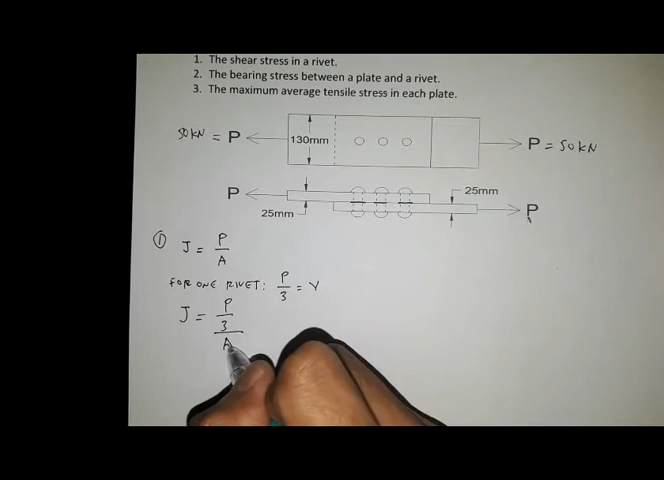 1. The shear stress in a rivet.
2. The bearing stress between a plate and a rivet.
3. The maximum average tensile stress in each plate.
50KN = P
130mm
P = 50KN
P
25mm
25mm
P
① J = P / A
FOR ONE RIVET: P / 3 = V
J = P / 3 / A